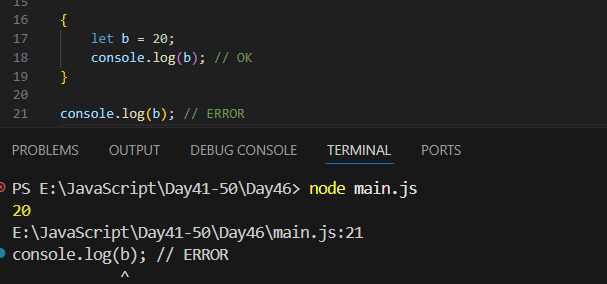 15
16 {
17 let b = 20;
18 console.log(b); // OK
19 }
20
21 console.log(b); // ERROR
PROBLEMS OUTPUT DEBUG CONSOLE TERMINAL PORTS
PS E:\JavaScript\Day41-50\Day46> node main.js
20
E:\JavaScript\Day41-50\Day46\main.js:21
console.log(b); // ERROR
^